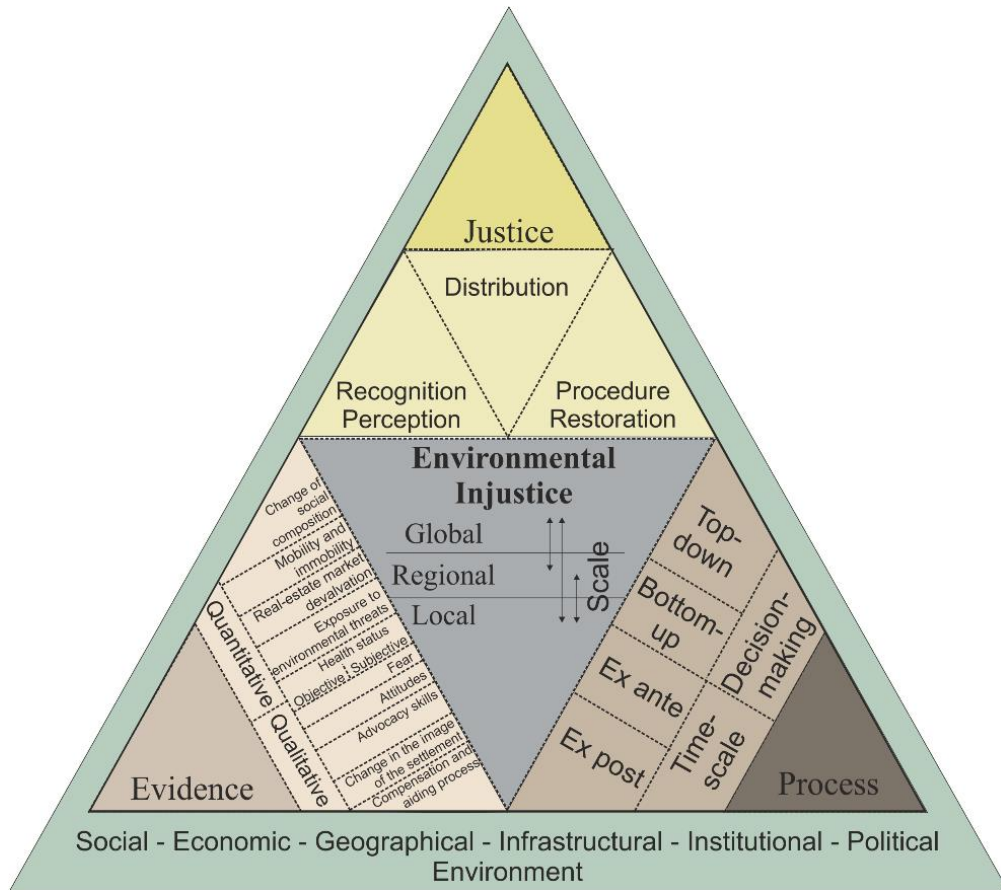 Justice
Distribution
Recognition
Perception
Procedure
Restoration
Environmental
Injustice
Global
Regional
Local
Scale
Change of
social
composition
Mobility and
immobility
Real-estate market
devalvation
Exposure to
environmental threats
Health status
Objective Subjective
Fear
Attitudes
Advocacy skills
Change in the image
of the settlement
Compensation and
aiding process
Quantitative
Qualitative
Evidence
Top-
down
Bottom-
up
Ex ante
Ex post
Decision-
making
Time-
scale
Process
Social - Economic - Geographical - Infrastructural - Institutional - Political
Environment